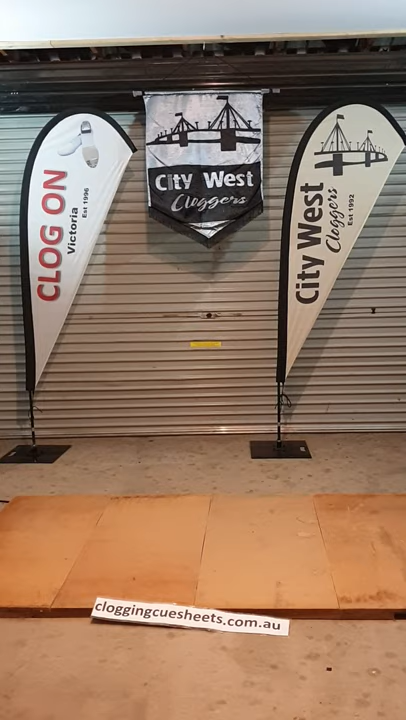 CLOG ON
Victoria
Est 1996
City West
Cloggers
City West
Cloggers
Est 1992
cloggingcuesheets.com.au